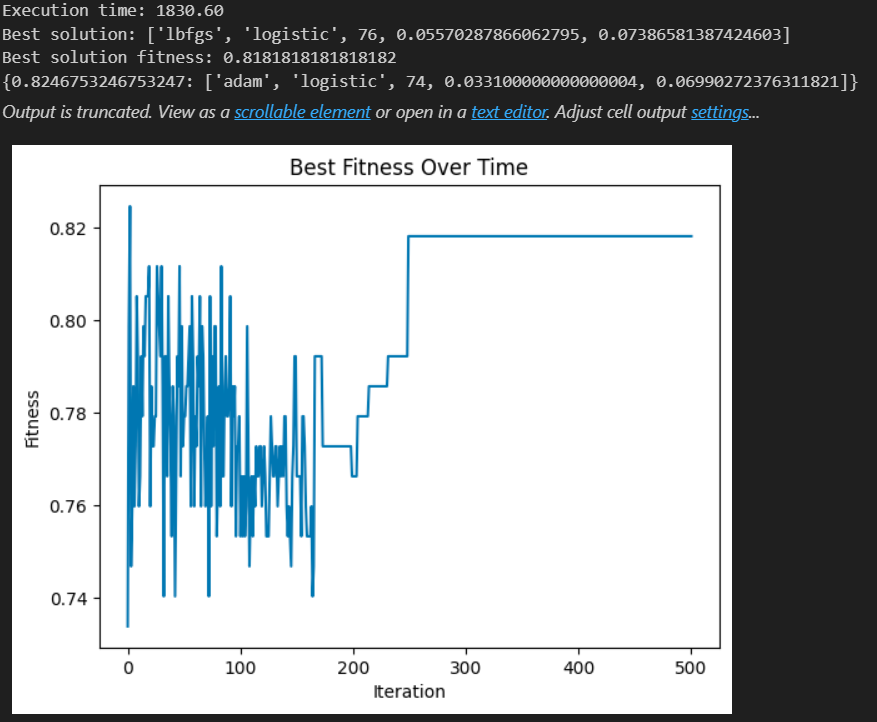 Execution time: 1830.60
Best solution: ['lbfgs', 'logistic', 76, 0.05570287866062795, 0.07386581387424603]
Best solution fitness: 0.8181818181818182
{0.8246753246753247: ['adam', 'logistic', 74, 0.033100000000000004, 0.06990272376311821]}
Output is truncated. View as a scrollable element or open in a text editor. Adjust cell output settings...
Best Fitness Over Time
0.82
0.80
0.78
0.76
0.74
Fitness
0 100 200 300 400 500
Iteration